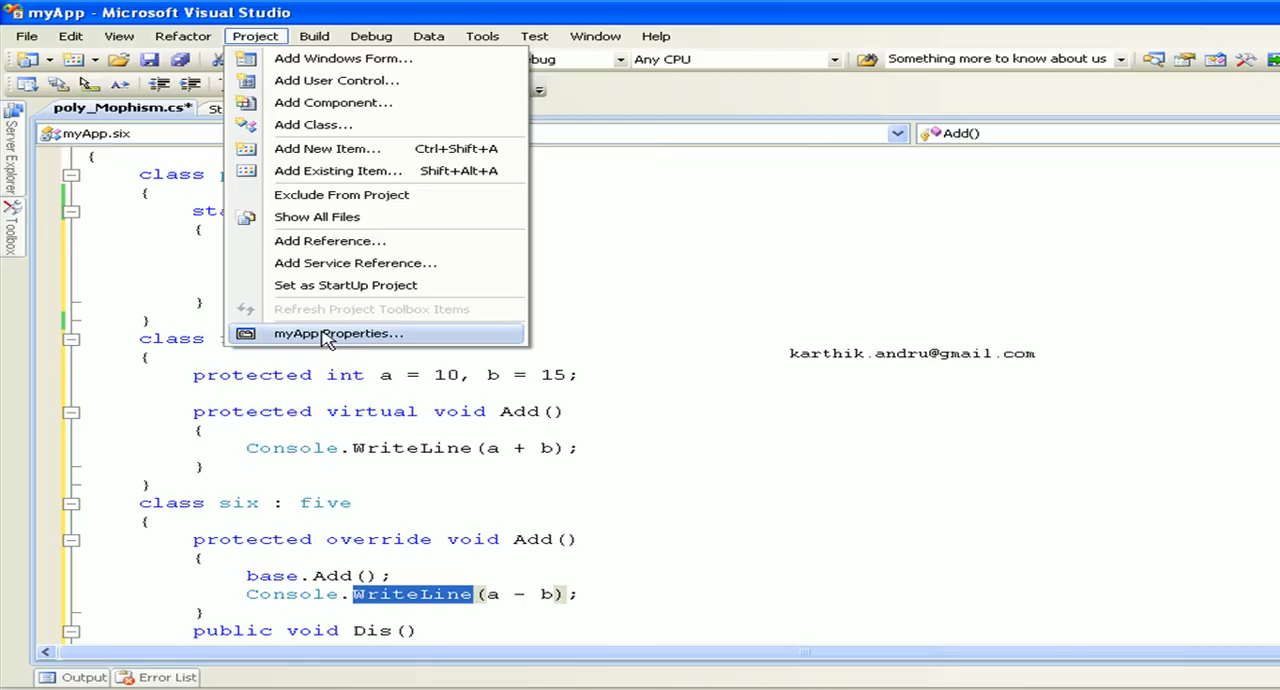 myApp - Microsoft Visual Studio
File Edit View Refactor Project Build Debug Data Tools Test Window Help
Any CPU Something more to know about us
poly_Mophism.cs*
myApp.six Add()
Server Explorer
Toolbox
Add Windows Form...
Add User Control...
Add Component...
Add Class...
Add New Item... Ctrl+Shift+A
Add Existing Item... Shift+Alt+A
Exclude From Project
Show All Files
Add Reference...
Add Service Reference...
Set as StartUp Project
Refresh Project Toolbox Items
myApp Properties...
{
class
{
{
}
}
class
karthik.andru@gmail.com
{
protected int a = 10, b = 15;
protected virtual void Add()
{
Console.WriteLine(a + b);
}
}
class six : five
{
protected override void Add()
{
base.Add();
Console.WriteLine(a - b);
}
public void Dis()
Output Error List